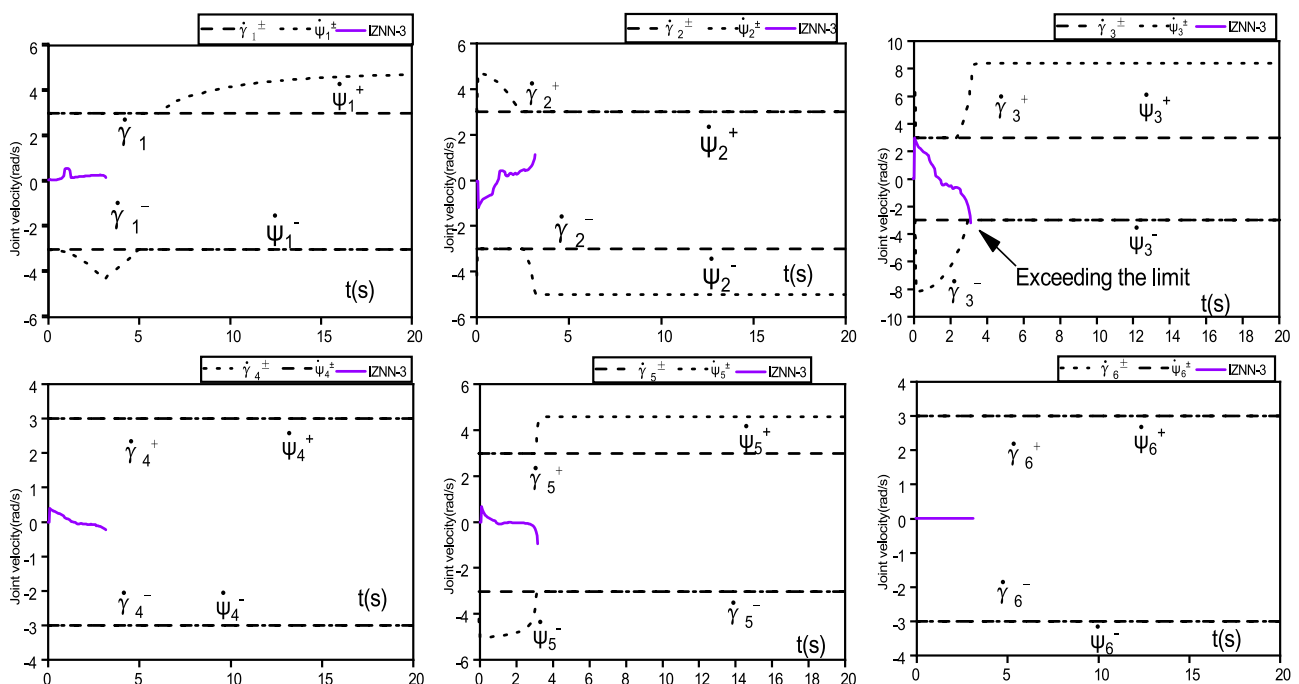 γ̇ 1 ± ψ̇1± IZNN-3
6
4
2
0
-2
-4
-6
Joint velocity(rad/s)
ψ̇1+
γ̇ 1
γ̇ 1−
ψ̇1-
t(s)
0 5 10 15 20
γ̇ 2 ± ψ̇2± IZNN-3
6
4
2
0
-2
-4
-6
Joint velocity(rad/s)
γ̇ 2+
ψ̇2+
γ̇ 2−
ψ̇2-
t(s)
0 5 10 15 20
γ̇ 3 ± ψ̇3± IZNN-3
10
8
6
4
2
0
-2
-4
-6
-8
-10
Joint velocity(rad/s)
γ̇ 3+
ψ̇3+
ψ̇3-
Exceeding the limit
γ̇ 3−
t(s)
0 2 4 6 8 10 12 14 16 18 20
γ̇ 4 ± ψ̇4± IZNN-3
4
3
2
1
0
-1
-2
-3
-4
Joint velocity(rad/s)
γ̇ 4+
ψ̇4+
γ̇ 4−
ψ̇4-
t(s)
0 5 10 15 20
γ̇ 5 ± ψ̇5± IZNN-3
6
4
2
0
-2
-4
-6
Joint velocity(rad/s)
ψ̇5+
γ̇ 5+
γ̇ 5−
ψ̇5-
t(s)
0 2 4 6 8 10 12 14 16 18 20
γ̇ 6 ± ψ̇6± IZNN-3
4
3
2
1
0
-1
-2
-3
-4
Joint velocity(rad/s)
γ̇ 6+
ψ̇6+
γ̇ 6−
ψ̇6-
t(s)
0 5 10 15 20